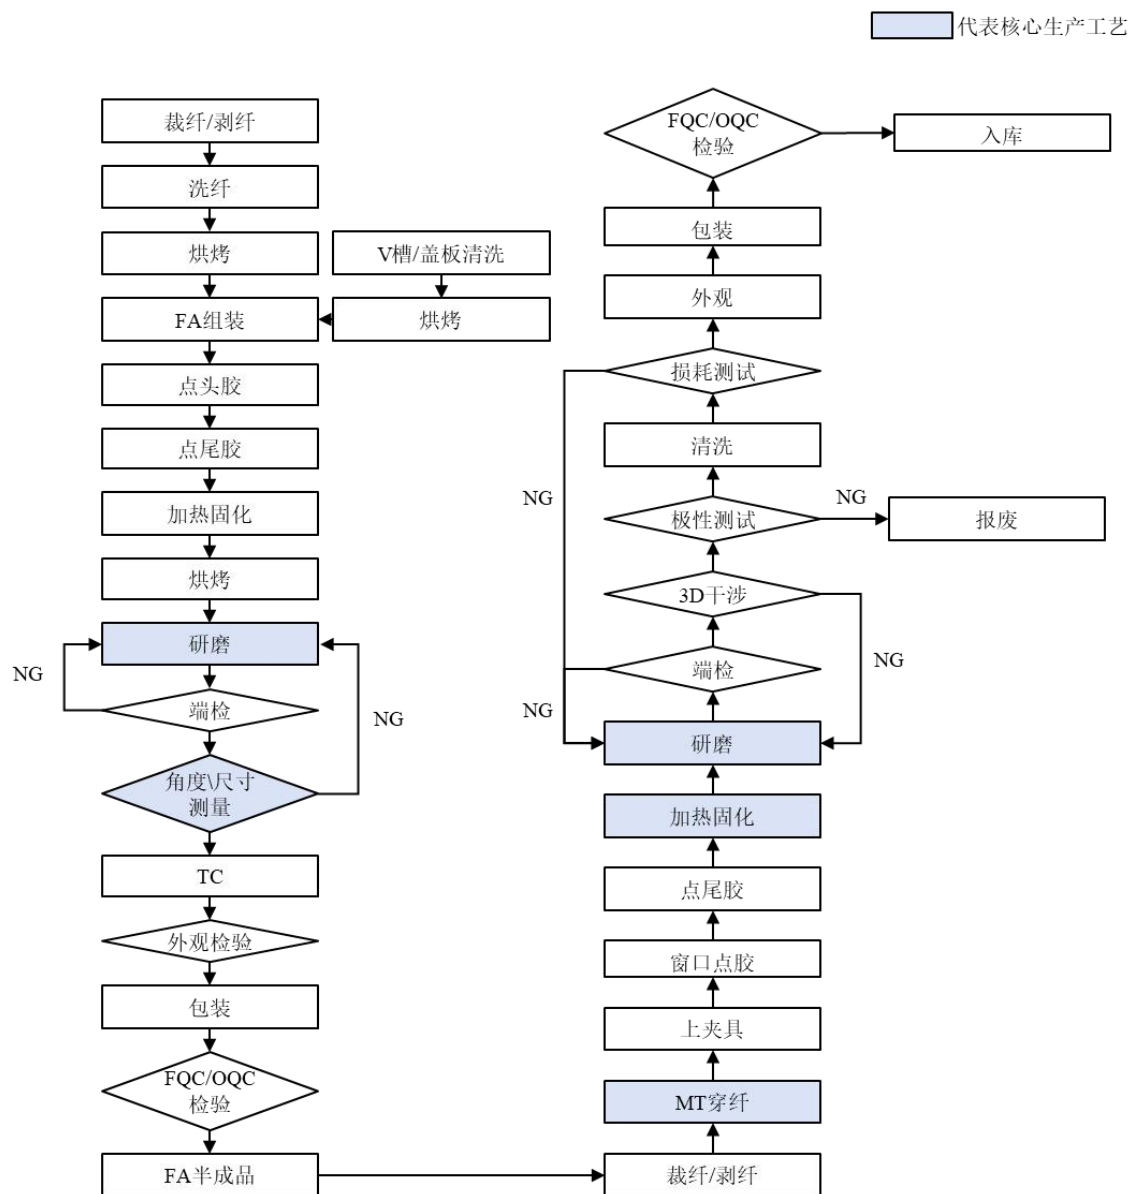 代表核心生产工艺
裁纤/剥纤
洗纤
烘烤
V槽/盖板清洗
FA组装
烘烤
点头胶
点尾胶
加热固化
烘烤
研磨
NG
端检
NG
角度\尺寸
测量
TC
外观检验
包装
FQC/OQC
检验
FA半成品
FQC/OQC
检验
入库
包装
外观
损耗测试
清洗
NG
NG
极性测试
报废
3D干涉
NG
端检
NG
研磨
加热固化
点尾胶
窗口点胶
上夹具
MT穿纤
裁纤/剥纤